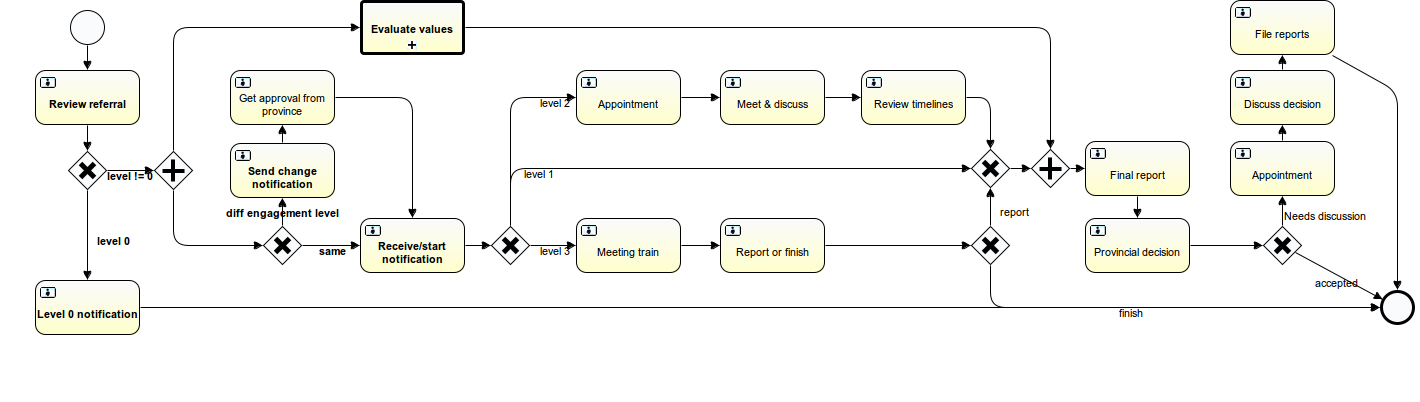 Evaluate values
File reports
Review referral
Get approval from
province
level 2
Appointment
Meet & discuss
Review timelines
Discuss decision
level != 0
Send change
notification
level 1
Final report
Appointment
diff engagement level
report
Needs discussion
level 0
same
Receive/start
notification
level 3
Meeting train
Report or finish
Provincial decision
accepted
Level 0 notification
finish